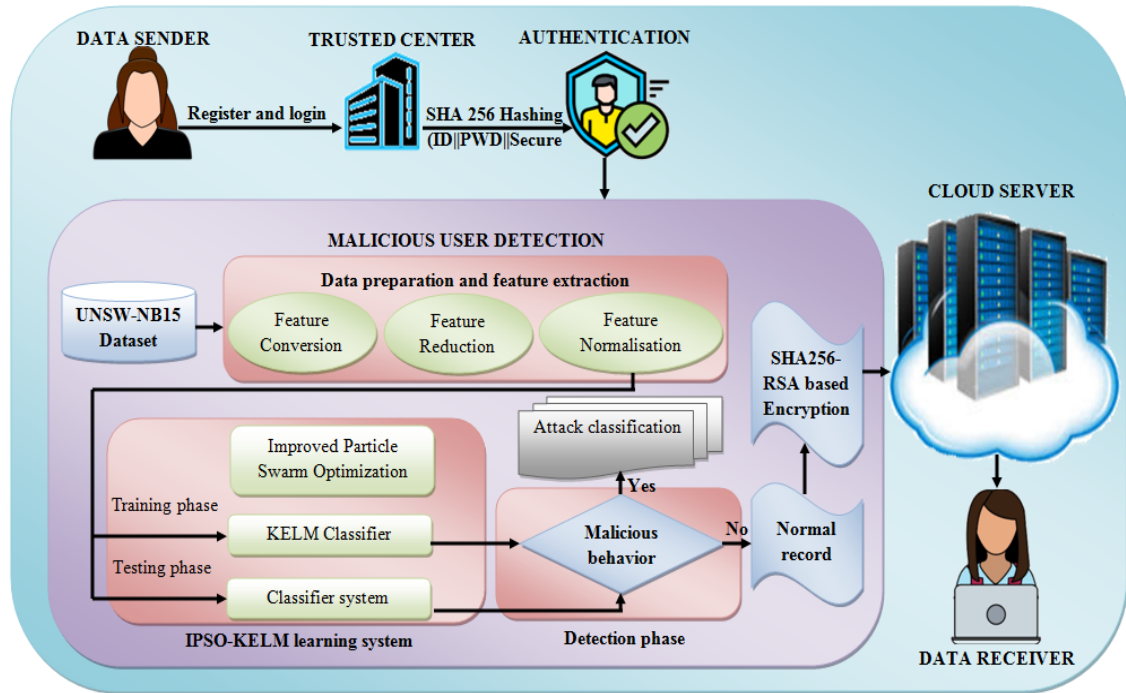 DATA SENDER
TRUSTED CENTER
AUTHENTICATION
Register and login
SHA 256 Hashing
(ID||PWD||Secure
CLOUD SERVER
MALICIOUS USER DETECTION
Data preparation and feature extraction
UNSW-NB15
Dataset
Feature
Conversion
Feature
Reduction
Feature
Normalisation
SHA256-
RSA based
Encryption
Attack classification
Improved Particle
Swarm Optimization
Yes
Training phase
KELM Classifier
Malicious
behavior
No
Normal
record
Testing phase
Classifier system
IPSO-KELM learning system
Detection phase
DATA RECEIVER